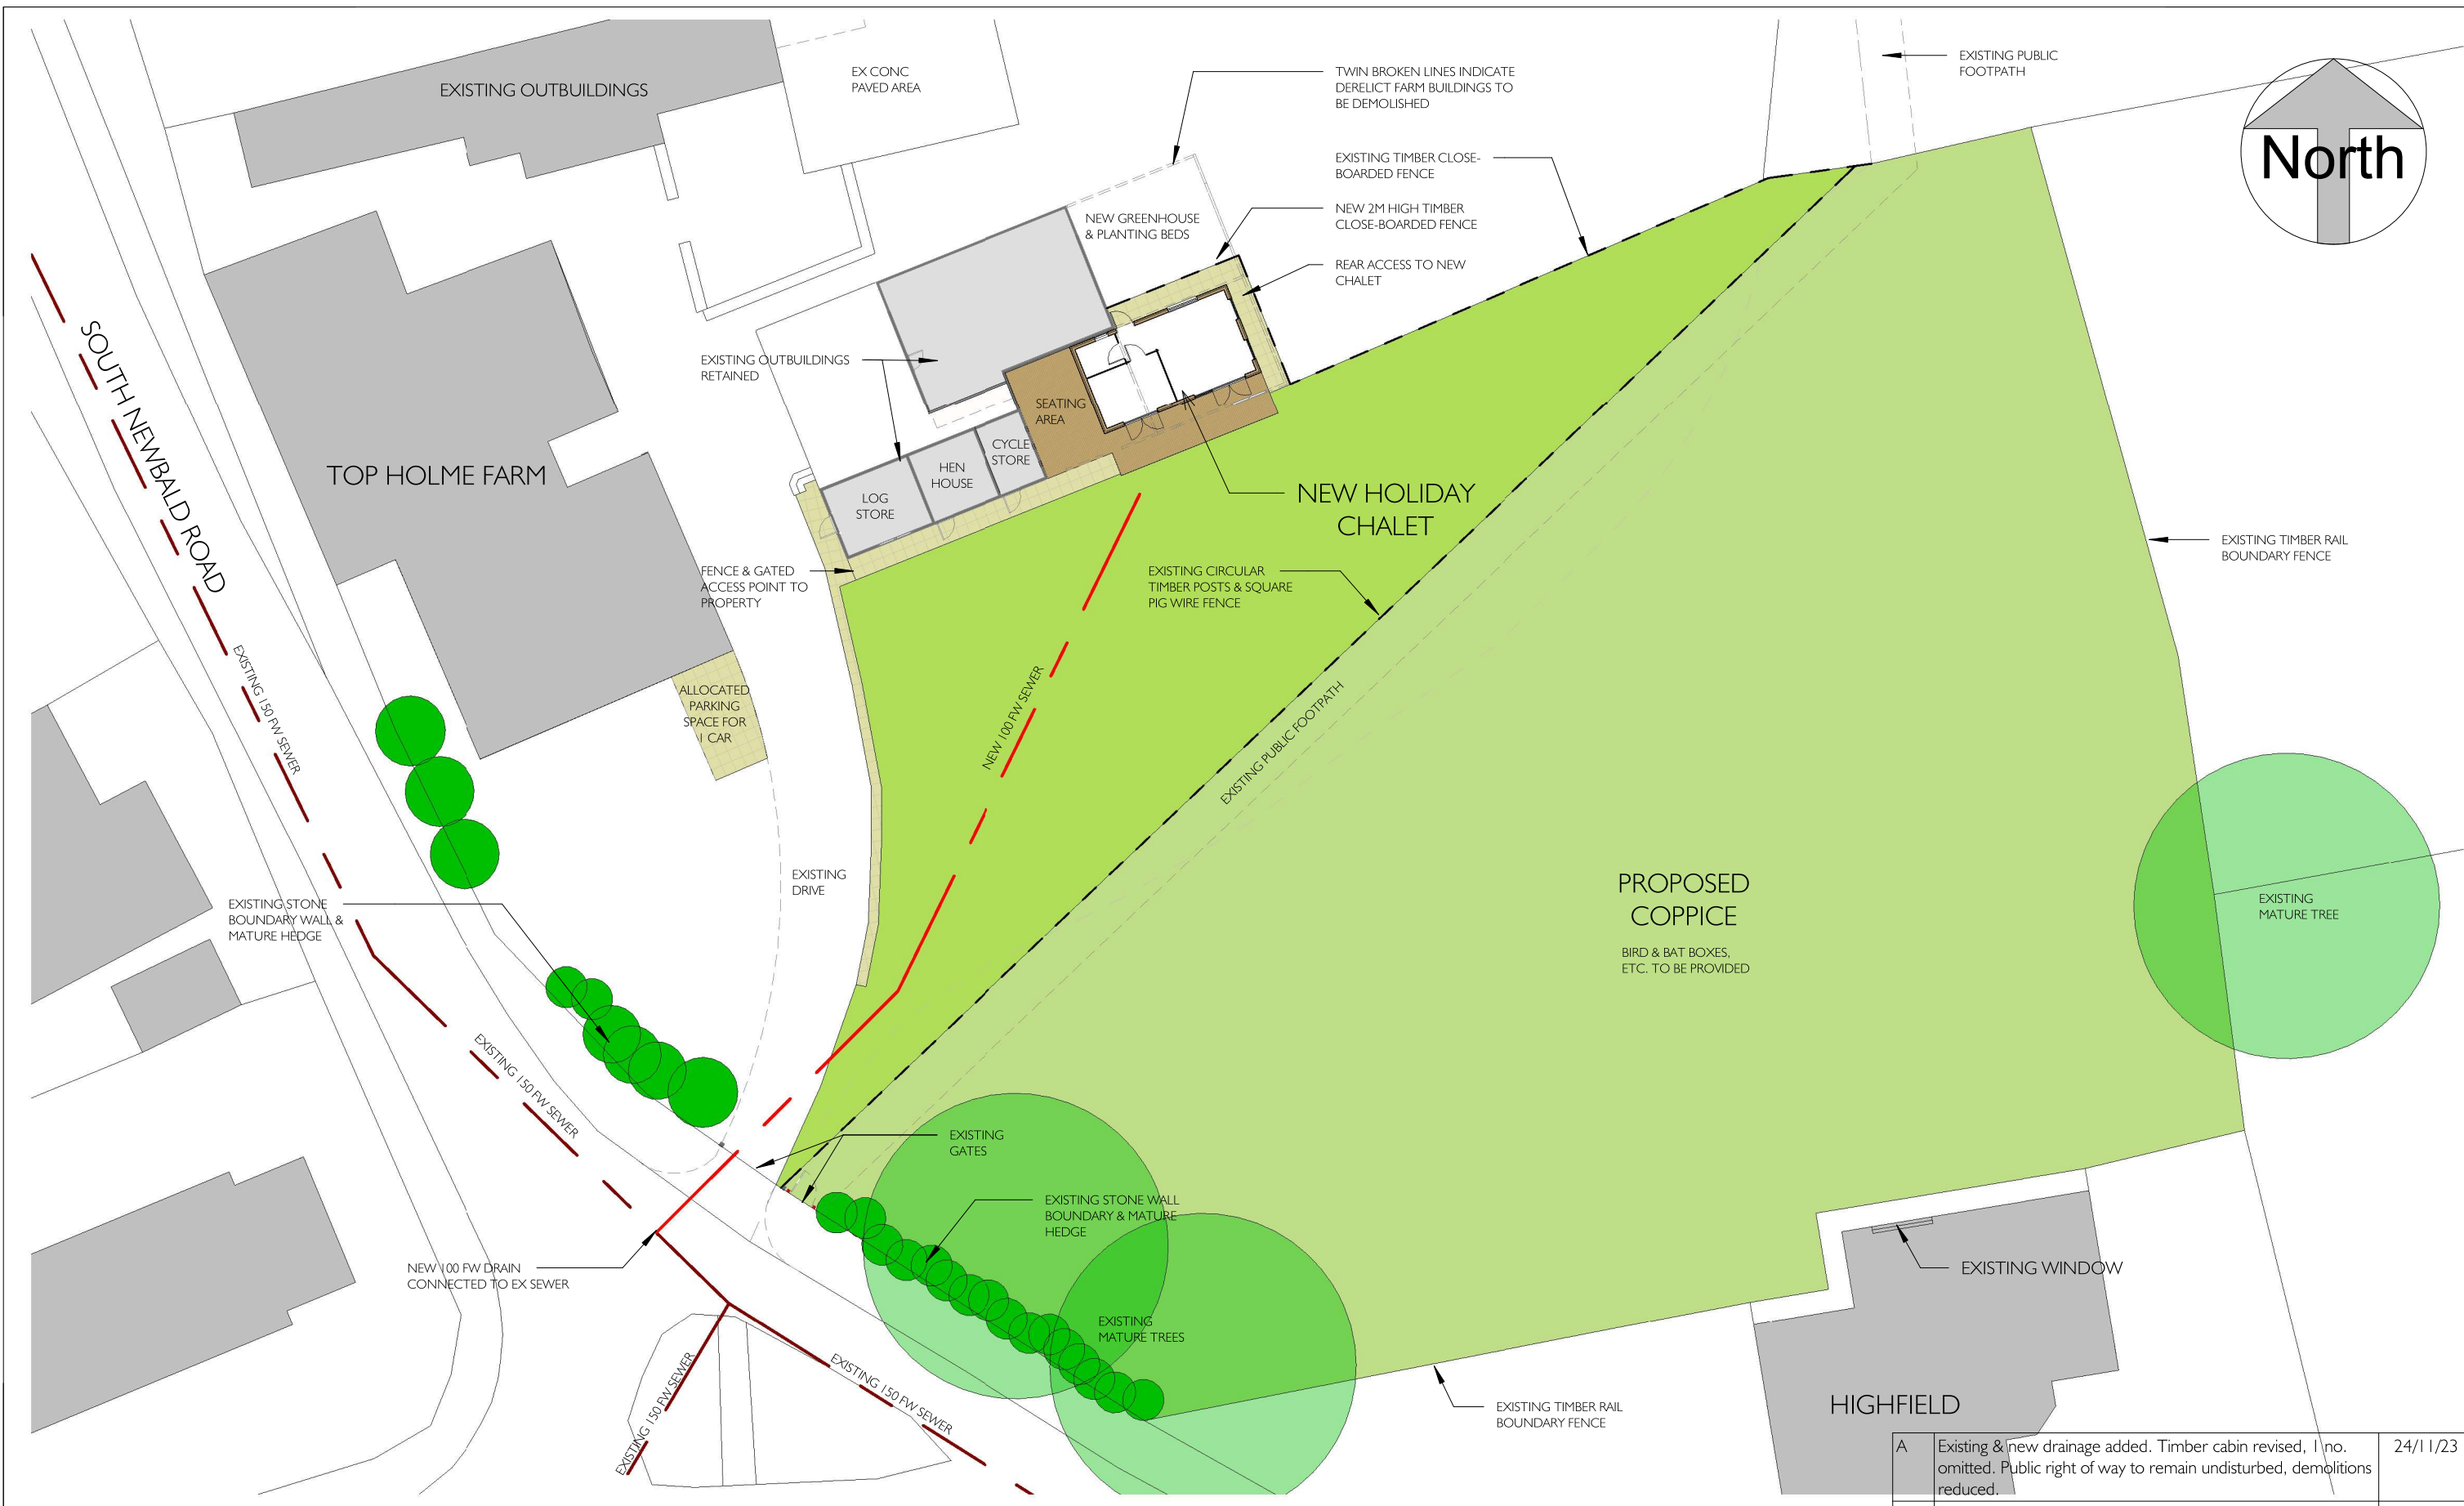 EXISTING OUTBUILDINGS
EX CONC
PAVED AREA
TWIN BROKEN LINES INDICATE
DERELICT FARM BUILDINGS TO
BE DEMOLISHED
EXISTING PUBLIC
FOOTPATH
North
EXISTING TIMBER CLOSE-
BOARDED FENCE
NEW 2M HIGH TIMBER
CLOSE-BOARDED FENCE
REAR ACCESS TO NEW
CHALET
NEW GREENHOUSE
& PLANTING BEDS
EXISTING OUTBUILDINGS
RETAINED
SEATING
AREA
CYCLE
STORE
HEN
HOUSE
LOG
STORE
SOUTH NEWBALD ROAD
TOP HOLME FARM
NEW HOLIDAY
CHALET
FENCE & GATED
ACCESS POINT TO
PROPERTY
EXISTING CIRCULAR
TIMBER POSTS & SQUARE
PIG WIRE FENCE
EXISTING TIMBER RAIL
BOUNDARY FENCE
EXISTING 150 FW SEWER
ALLOCATED
PARKING
SPACE FOR
1 CAR
NEW 100 FW SEWER
EXISTING PUBLIC FOOTPATH
EXISTING
DRIVE
EXISTING STONE
BOUNDARY WALL &
MATURE HEDGE
PROPOSED
COPPICE
BIRD & BAT BOXES,
ETC. TO BE PROVIDED
EXISTING
MATURE TREE
EXISTING 150 FW SEWER
EXISTING
GATES
EXISTING STONE WALL
BOUNDARY & MATURE
HEDGE
NEW 100 FW DRAIN
CONNECTED TO EX SEWER
EXISTING WINDOW
EXISTING
MATURE TREES
EXISTING 150 FW SEWER
EXISTING 150 FW SEWER
EXISTING TIMBER RAIL
BOUNDARY FENCE
HIGHFIELD
A Existing & new drainage added. Timber cabin revised, 1 no. 24/11/23
omitted. Public right of way to remain undisturbed, demolitions
reduced.